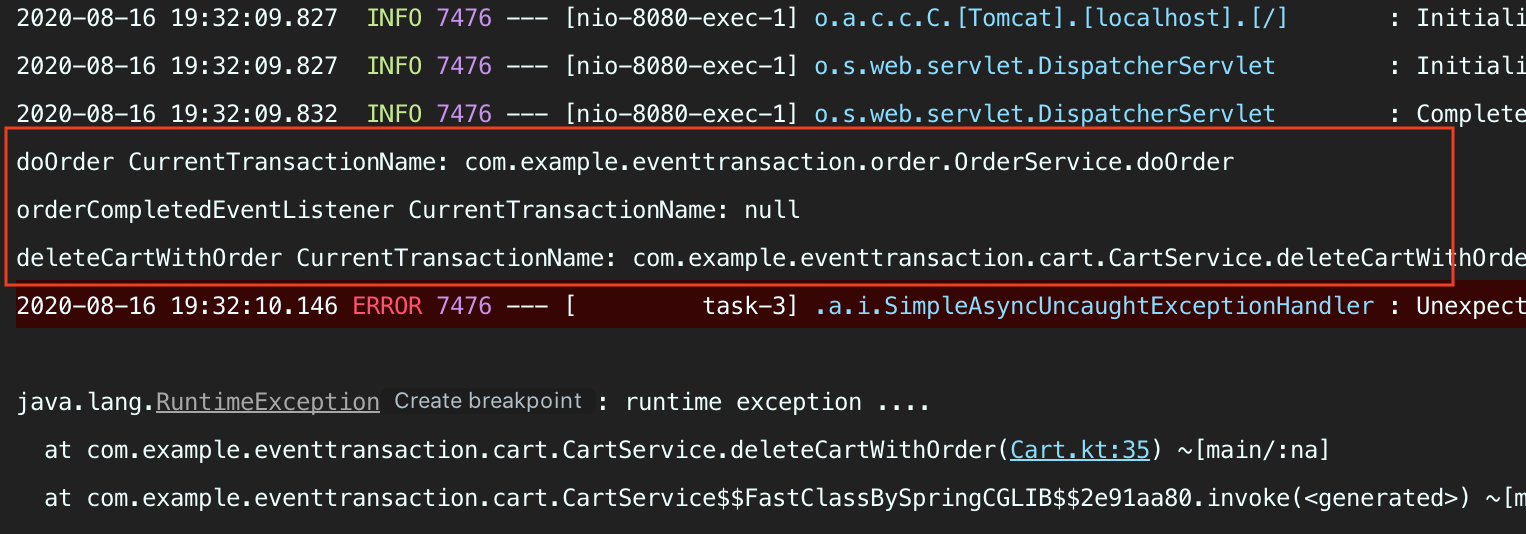 2020-08-16 19:32:09.827  INFO 7476 --- [nio-8080-exec-1] o.a.c.c.C.[Tomcat].[localhost].[/]       : Initiali
2020-08-16 19:32:09.827  INFO 7476 --- [nio-8080-exec-1] o.s.web.servlet.DispatcherServlet        : Initiali
2020-08-16 19:32:09.832  INFO 7476 --- [nio-8080-exec-1] o.s.web.servlet.DispatcherServlet        : Complete
doOrder CurrentTransactionName: com.example.eventtransaction.order.OrderService.doOrder
orderCompletedEventListener CurrentTransactionName: null
deleteCartWithOrder CurrentTransactionName: com.example.eventtransaction.cart.CartService.deleteCartWithOrde
2020-08-16 19:32:10.146 ERROR 7476 --- [         task-3] .a.i.SimpleAsyncUncaughtExceptionHandler : Unexpect
java.lang.RuntimeException Create breakpoint : runtime exception ....
  at com.example.eventtransaction.cart.CartService.deleteCartWithOrder(Cart.kt:35) ~[main/:na]
  at com.example.eventtransaction.cart.CartService$$FastClassBySpringCGLIB$$2e91aa80.invoke(<generated>) ~[m